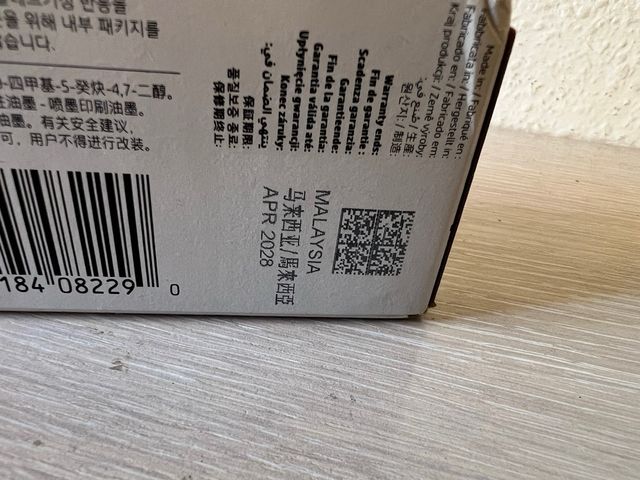 위해 내부 패키지를
습니다.
四甲基-5-癸炔-4,7-二醇。
油墨-喷墨印刷油墨。
油墨。有关安全建议,
可,用户不得进行改装。
184 08229 0
Made in: / Fabriqué en:
Fabbricato in: / Hergestellt in:
Fabricado en: / Fabricado em:
Kraj produkcji: / Země výroby:
صنع في: / 生産:
원산지: / 制造:
Warranty ends:
Fin de garantie:
Scadenza garanzia:
Garantieende:
Fin de la garantía:
Garantia válida até:
Upłynięcie gwarancji:
Konec záruky:
ينتهي الضمان في:
保証期限:
품질보증 종료:
保修期终止:
MALAYSIA
马来西亚/馬來西亞
APR 2028